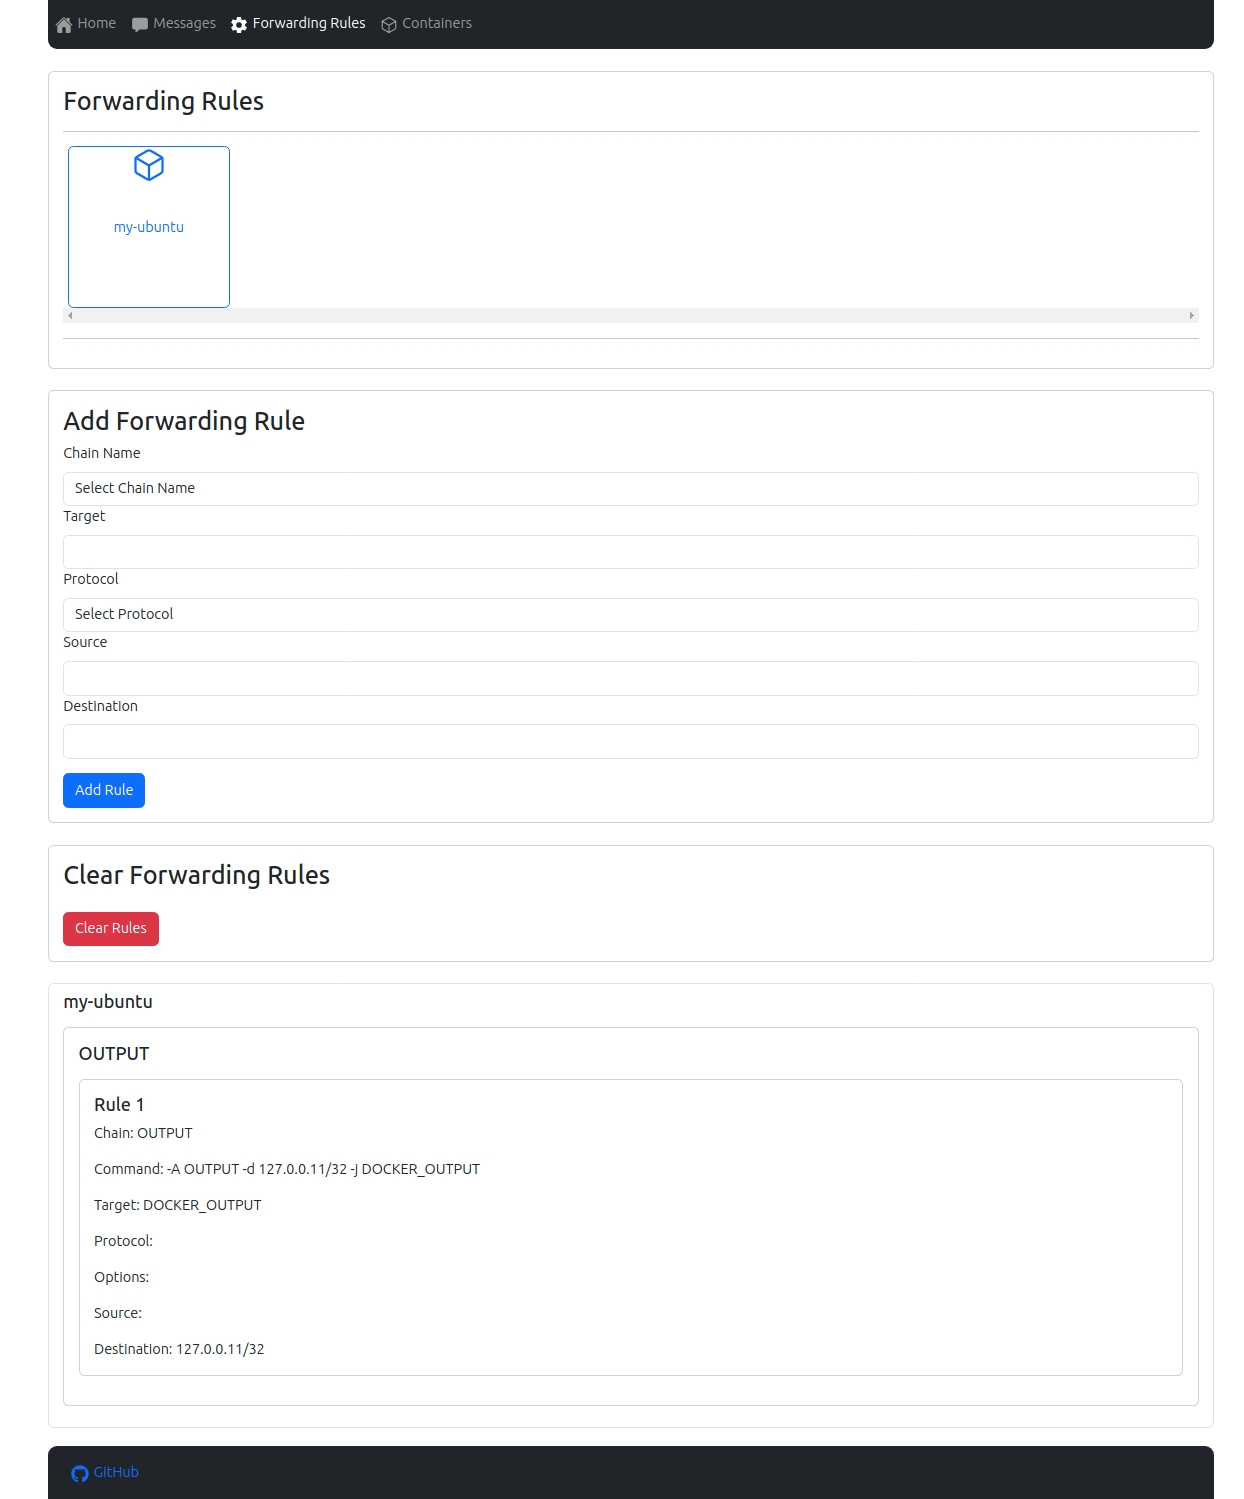 Home Messages Forwarding Rules Containers
Forwarding Rules
my-ubuntu
Add Forwarding Rule
Chain Name
Select Chain Name
Target
Protocol
Select Protocol
Source
Destination
Add Rule
Clear Forwarding Rules
Clear Rules
my-ubuntu
OUTPUT
Rule 1
Chain: OUTPUT
Command: -A OUTPUT -d 127.0.0.11/32 -j DOCKER_OUTPUT
Target: DOCKER_OUTPUT
Protocol:
Options:
Source:
Destination: 127.0.0.11/32
GitHub